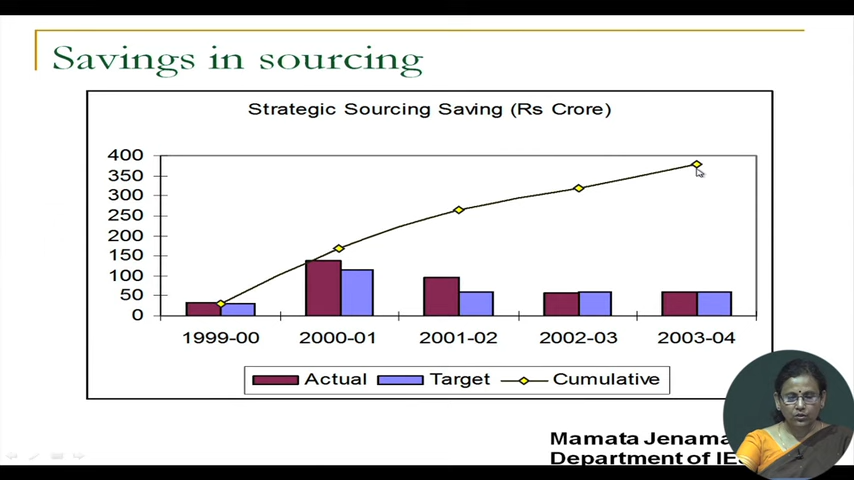 Savings in sourcing
Strategic Sourcing Saving (Rs Crore)
400
350
300
250
200
150
100
50
0
1999-00 2000-01 2001-02 2002-03 2003-04
Actual Target Cumulative
Mamata Jenama
Department of